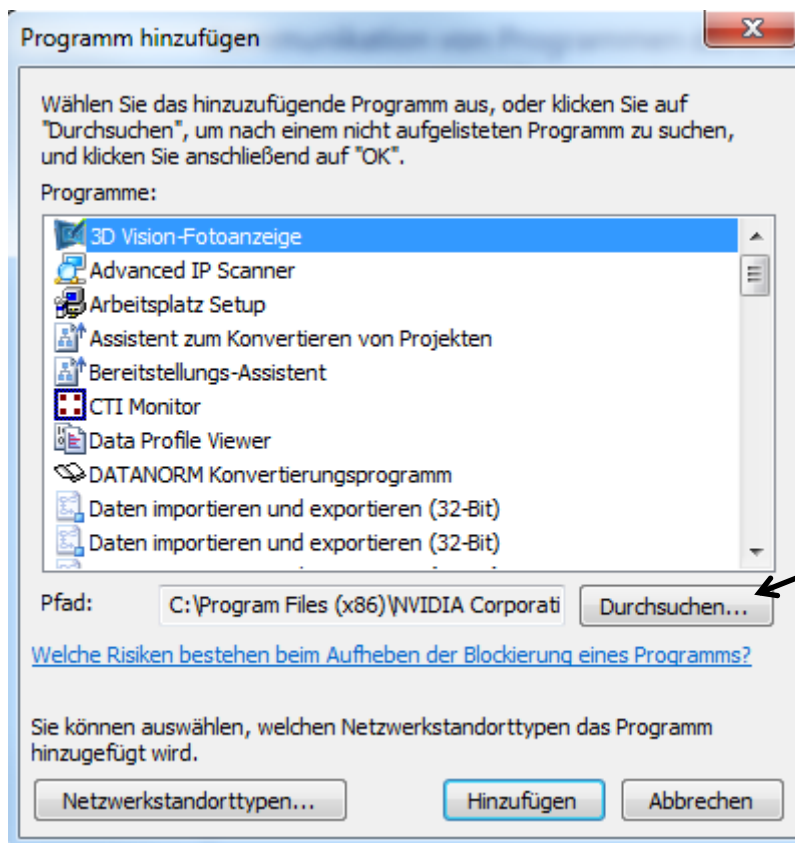 Programm hinzufügen
Wählen Sie das hinzuzufügende Programm aus, oder klicken Sie auf
"Durchsuchen", um nach einem nicht aufgelisteten Programm zu suchen,
und klicken Sie anschließend auf "OK".
Programme:
3D Vision-Fotoanzeige
Advanced IP Scanner
Arbeitsplatz Setup
Assistent zum Konvertieren von Projekten
Bereitstellungs-Assistent
CTI Monitor
Data Profile Viewer
DATANORM Konvertierungsprogramm
Daten importieren und exportieren (32-Bit)
Daten importieren und exportieren (32-Bit)
Pfad: C:\Program Files (x86)\NVIDIA Corporati Durchsuchen...
Welche Risiken bestehen beim Aufheben der Blockierung eines Programms?
Sie können auswählen, welchen Netzwerkstandorttypen das Programm
hinzugefügt wird.
Netzwerkstandorttypen... Hinzufügen Abbrechen